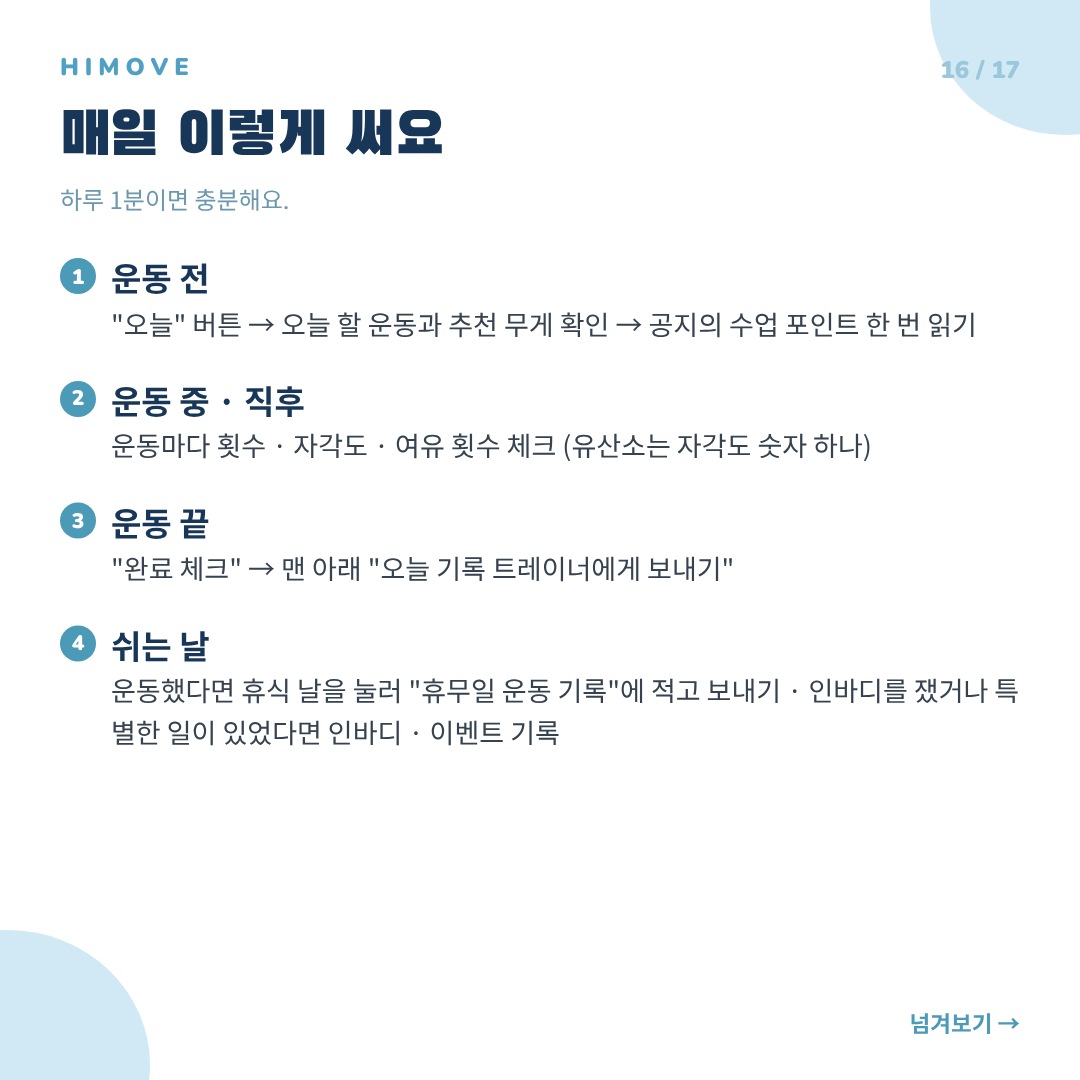 HIMOVE
16 / 17
매일 이렇게 써요
하루 1분이면 충분해요.
1 운동 전
"오늘" 버튼 → 오늘 할 운동과 추천 무게 확인 → 공지의 수업 포인트 한 번 읽기
2 운동 중 · 직후
운동마다 횟수 · 자각도 · 여유 횟수 체크 (유산소는 자각도 숫자 하나)
3 운동 끝
"완료 체크" → 맨 아래 "오늘 기록 트레이너에게 보내기"
4 쉬는 날
운동했다면 휴식 날을 눌러 "휴무일 운동 기록"에 적고 보내기 · 인바디를 쟀거나 특
별한 일이 있었다면 인바디 · 이벤트 기록
넘겨보기 →